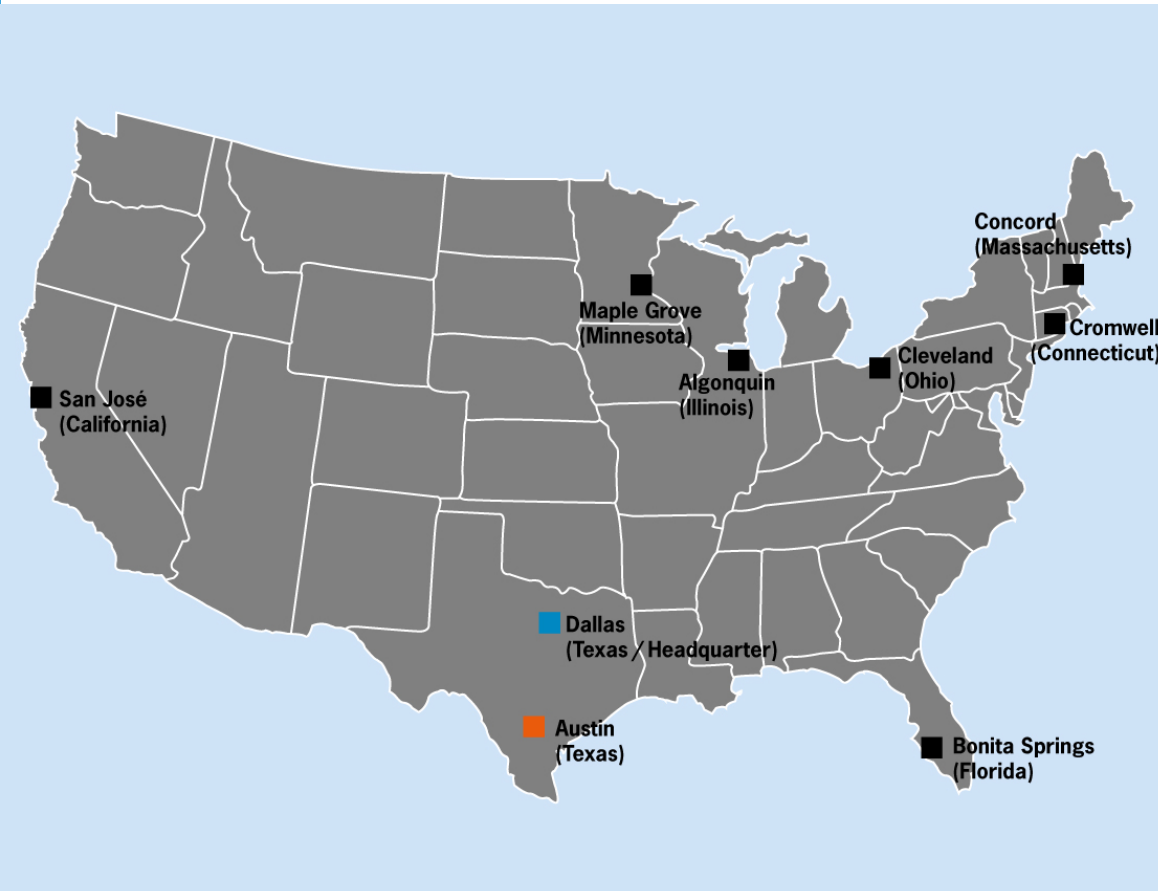 Concord
(Massachusetts)
Maple Grove
(Minnesota)
Cromwell
(Connecticut)
Cleveland
(Ohio)
Algonquin
(Illinois)
San José
(California)
Dallas
(Texas / Headquarter)
Austin
(Texas)
Bonita Springs
(Florida)